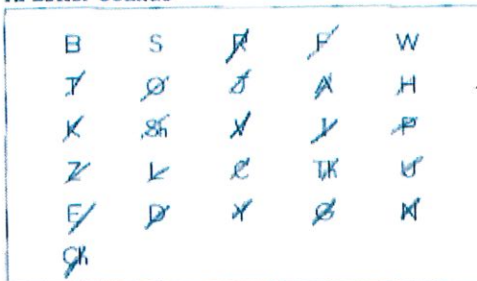 B S R F W
T O J A H
K Sh I P
Z L C Th U
E D Y G
Ch